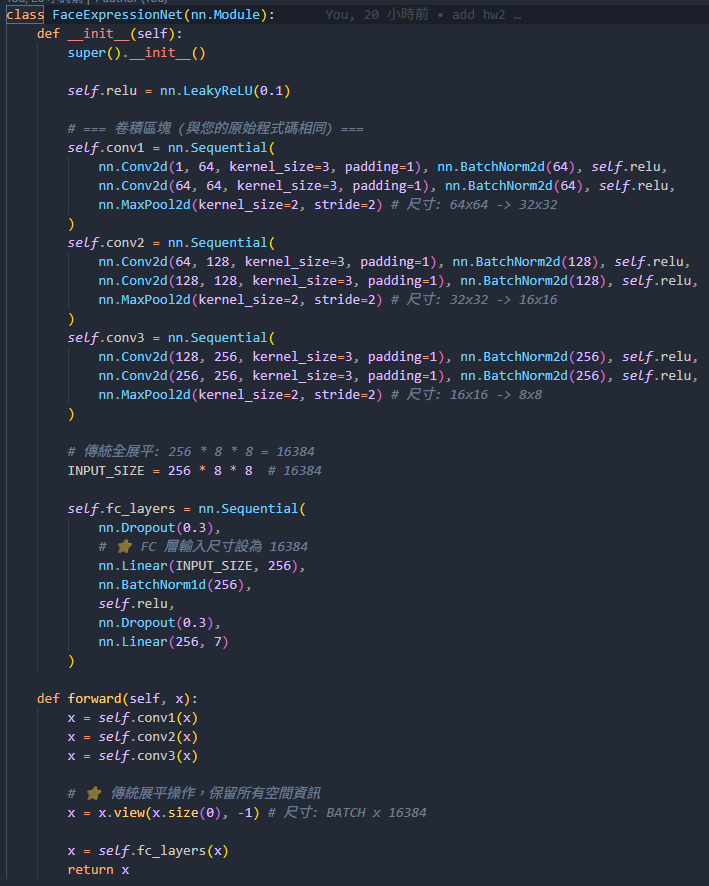 class FaceExpressionNet(nn.Module): You, 20 小時前 • add hw2 …
    def __init__(self):
        super().__init__()

        self.relu = nn.LeakyReLU(0.1)

        # === 卷積區塊 (與您的原始程式碼相同) ===
        self.conv1 = nn.Sequential(
            nn.Conv2d(1, 64, kernel_size=3, padding=1), nn.BatchNorm2d(64), self.relu,
            nn.Conv2d(64, 64, kernel_size=3, padding=1), nn.BatchNorm2d(64), self.relu,
            nn.MaxPool2d(kernel_size=2, stride=2) # 尺寸: 64x64 -> 32x32
        )
        self.conv2 = nn.Sequential(
            nn.Conv2d(64, 128, kernel_size=3, padding=1), nn.BatchNorm2d(128), self.relu,
            nn.Conv2d(128, 128, kernel_size=3, padding=1), nn.BatchNorm2d(128), self.relu,
            nn.MaxPool2d(kernel_size=2, stride=2) # 尺寸: 32x32 -> 16x16
        )
        self.conv3 = nn.Sequential(
            nn.Conv2d(128, 256, kernel_size=3, padding=1), nn.BatchNorm2d(256), self.relu,
            nn.Conv2d(256, 256, kernel_size=3, padding=1), nn.BatchNorm2d(256), self.relu,
            nn.MaxPool2d(kernel_size=2, stride=2) # 尺寸: 16x16 -> 8x8
        )

        # 傳統全展平: 256 * 8 * 8 = 16384
        INPUT_SIZE = 256 * 8 * 8  # 16384

        self.fc_layers = nn.Sequential(
            nn.Dropout(0.3),
            # ⭐ FC 層輸入尺寸設為 16384
            nn.Linear(INPUT_SIZE, 256),
            nn.BatchNorm1d(256),
            self.relu,
            nn.Dropout(0.3),
            nn.Linear(256, 7)
        )

    def forward(self, x):
        x = self.conv1(x)
        x = self.conv2(x)
        x = self.conv3(x)

        # ⭐ 傳統展平操作，保留所有空間資訊
        x = x.view(x.size(0), -1) # 尺寸: BATCH x 16384

        x = self.fc_layers(x)
        return x